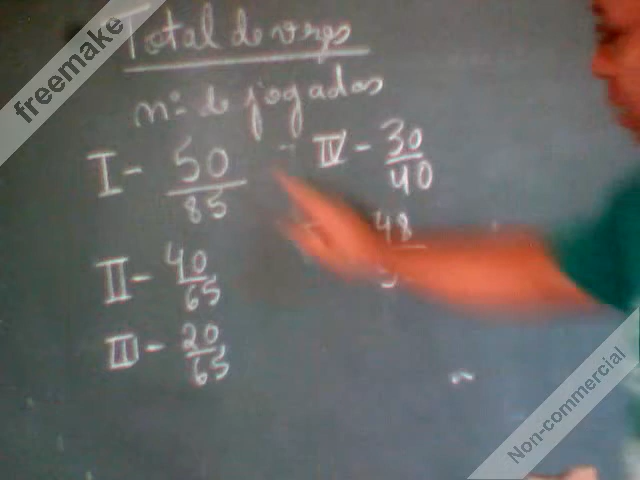 Total de vezes
nº de jogadas
I - 50
85
II - 40
65
III - 20
65
IV - 30
40
48
freemake
Non-commercial